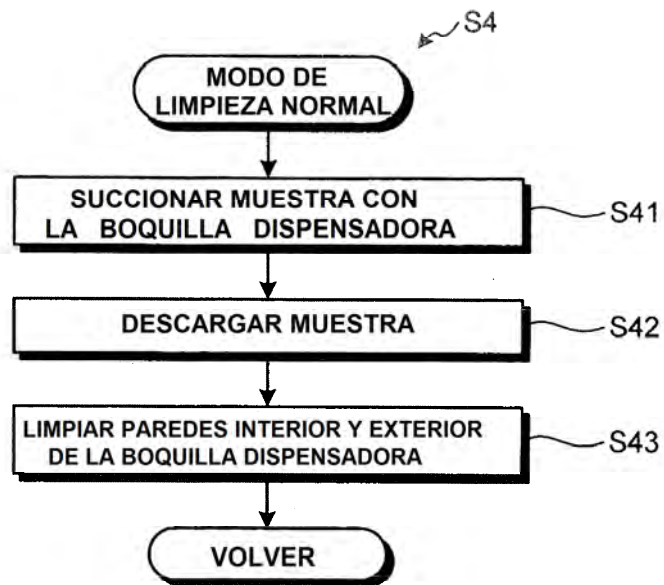 S4
MODO DE
LIMPIEZA NORMAL
SUCCIONAR MUESTRA CON
LA BOQUILLA DISPENSADORA
S41
DESCARGAR MUESTRA
S42
LIMPIAR PAREDES INTERIOR Y EXTERIOR
DE LA BOQUILLA DISPENSADORA
S43
VOLVER